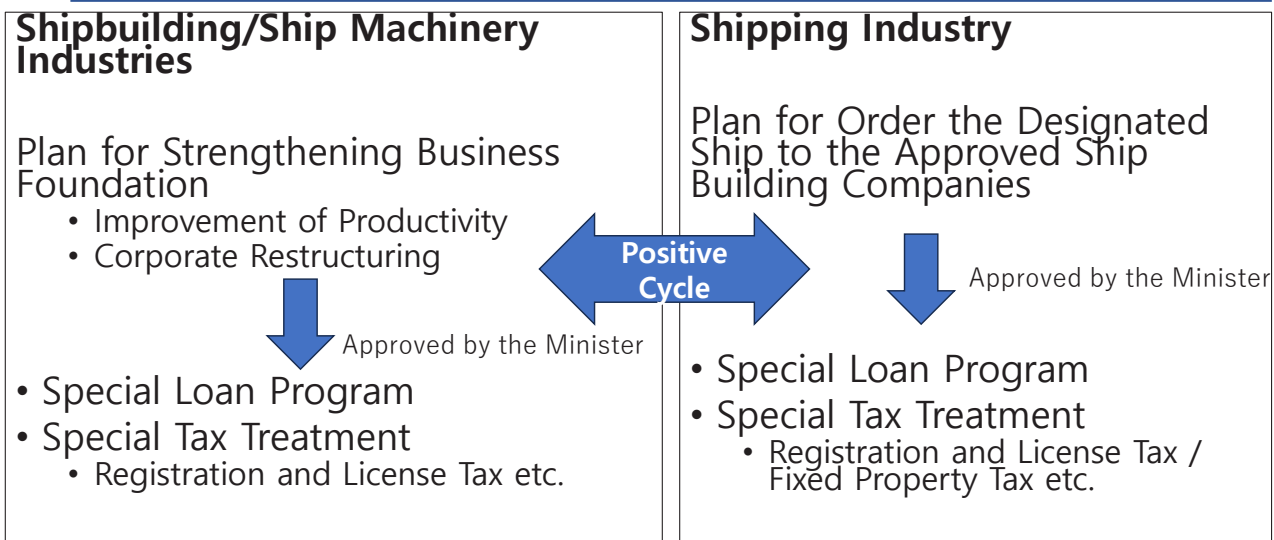 Shipbuilding/Ship Machinery
Industries
Plan for Strengthening Business
Foundation
• Improvement of Productivity
• Corporate Restructuring
Approved by the Minister
• Special Loan Program
• Special Tax Treatment
• Registration and License Tax etc.
Positive
Cycle
Shipping Industry
Plan for Order the Designated
Ship to the Approved Ship
Building Companies
Approved by the Minister
• Special Loan Program
• Special Tax Treatment
• Registration and License Tax /
Fixed Property Tax etc.